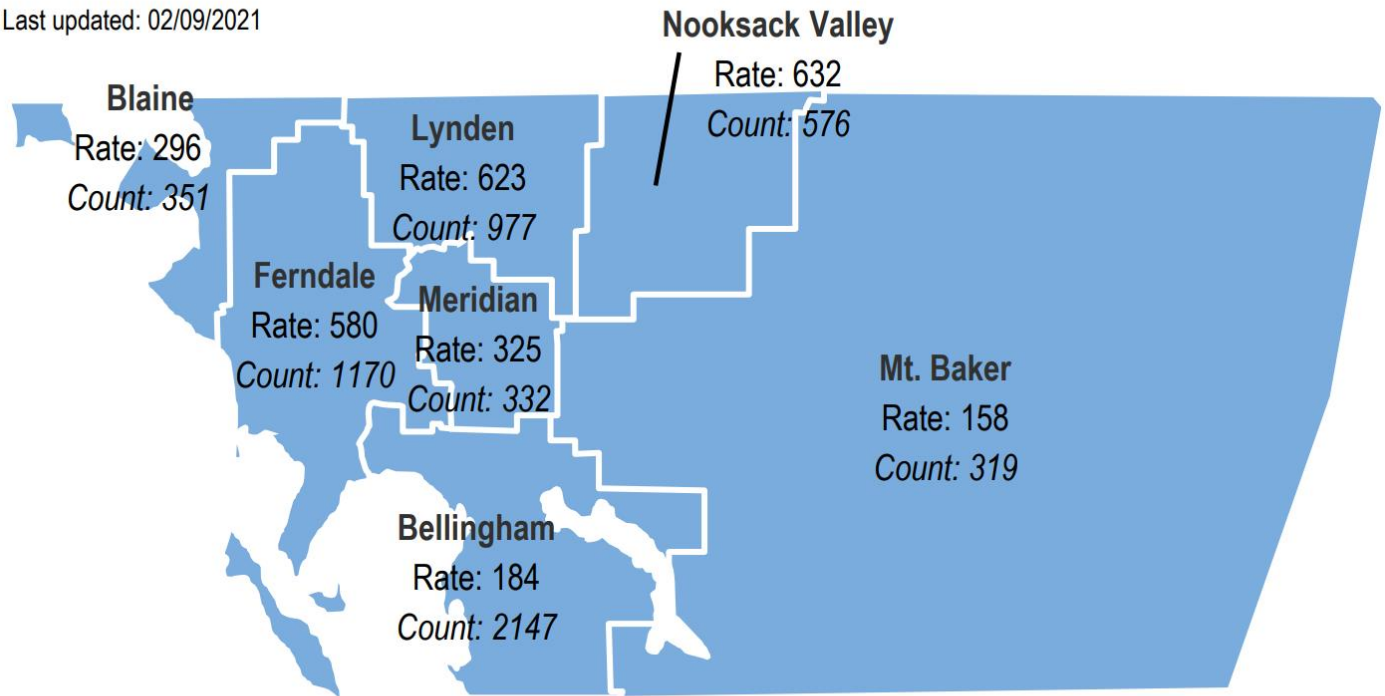 Last updated: 02/09/2021
Nooksack Valley
Rate: 632
Count: 576
Blaine
Rate: 296
Count: 351
Lynden
Rate: 623
Count: 977
Ferndale
Rate: 580
Count: 1170
Meridian
Rate: 325
Count: 332
Mt. Baker
Rate: 158
Count: 319
Bellingham
Rate: 184
Count: 2147